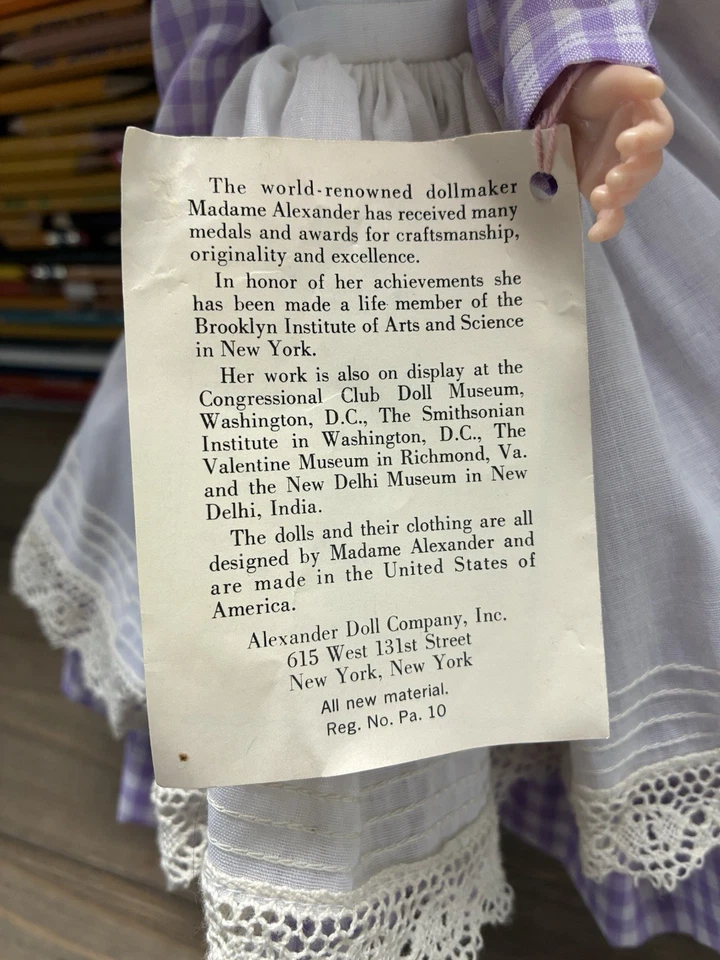 The world-renowned dollmaker
Madame Alexander has received many
medals and awards for craftsmanship,
originality and excellence.
In honor of her achievements she
has been made a life member of the
Brooklyn Institute of Arts and Science
in New York.
Her work is also on display at the
Congressional Club Doll Museum,
Washington, D.C., The Smithsonian
Institute in Washington, D.C., The
Valentine Museum in Richmond, Va.
and the New Delhi Museum in New
Delhi, India.
The dolls and their clothing are all
designed by Madame Alexander and
are made in the United States of
America.
Alexander Doll Company, Inc.
615 West 131st Street
New York, New York
All new material.
Reg. No. Pa. 10